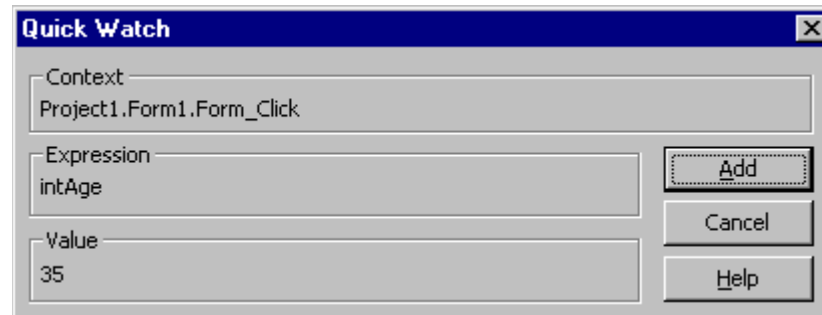 Quick Watch
Context
Project1.Form1.Form_Click
Expression
intAge
Add
Cancel
Value
35
Help